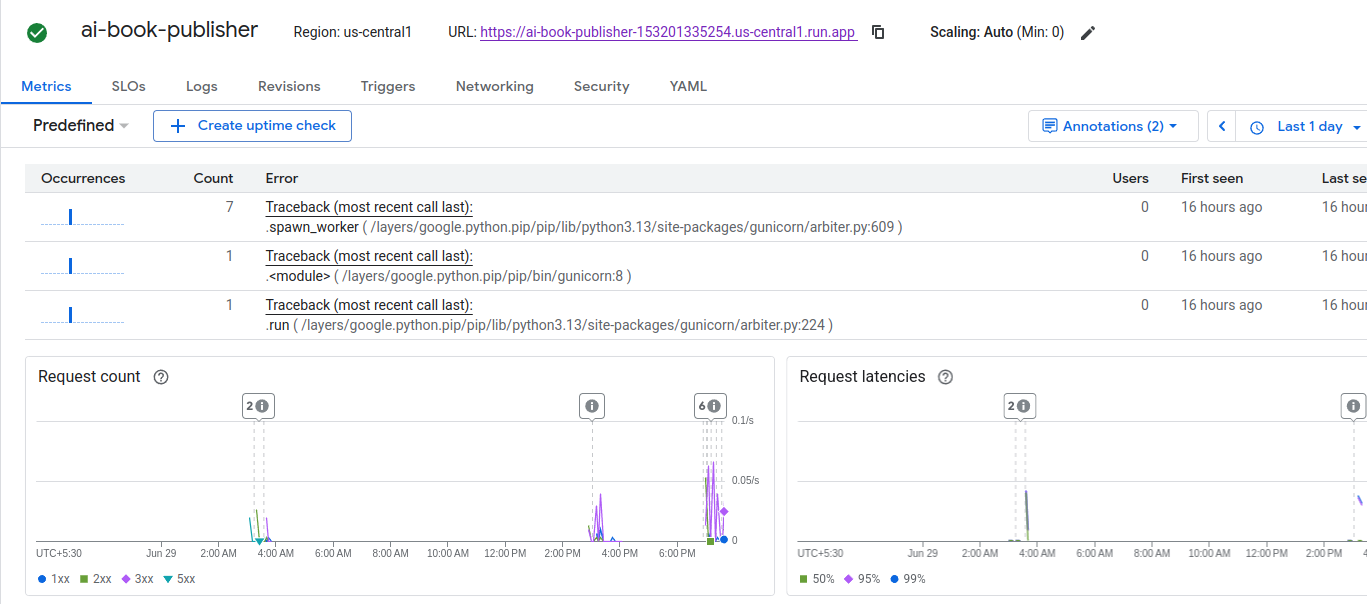 ai-book-publisher Region: us-central1 URL: https://ai-book-publisher-153201335254.us-central1.run.app Scaling: Auto (Min: 0)
Metrics SLOs Logs Revisions Triggers Networking Security YAML
Predefined Create uptime check Annotations (2) Last 1 day
Occurrences Count Error Users First seen Last se
7 Traceback (most recent call last): 0 16 hours ago 16 hour
.spawn_worker ( /layers/google.python.pip/pip/lib/python3.13/site-packages/gunicorn/arbiter.py:609 )
1 Traceback (most recent call last): 0 16 hours ago 16 hour
.<module> ( /layers/google.python.pip/pip/bin/gunicorn:8 )
1 Traceback (most recent call last): 0 16 hours ago 16 hour
.run ( /layers/google.python.pip/pip/lib/python3.13/site-packages/gunicorn/arbiter.py:224 )
Request count
2 6
0.1/s
0.05/s
0
UTC+5:30 Jun 29 2:00 AM 4:00 AM 6:00 AM 8:00 AM 10:00 AM 12:00 PM 2:00 PM 4:00 PM 6:00 PM
1xx 2xx 3xx 5xx
Request latencies
2
UTC+5:30 Jun 29 2:00 AM 4:00 AM 6:00 AM 8:00 AM 10:00 AM 12:00 PM 2:00 PM 4
50% 95% 99%